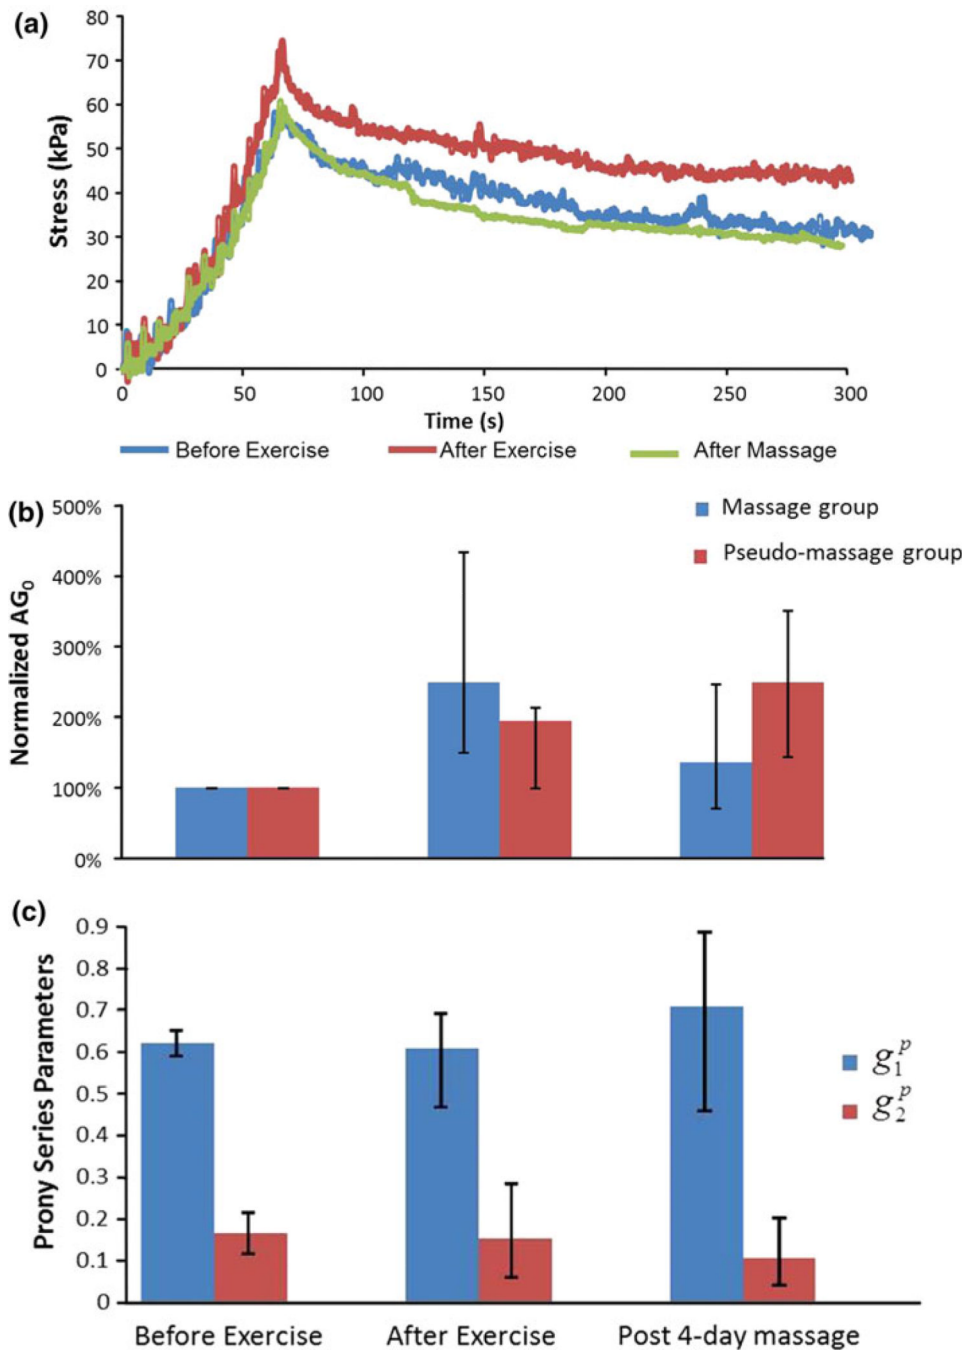 (a)
Stress (kPa)
80
70
60
50
40
30
20
10
0
0 50 100 150 200 250 300
Time (s)
Before Exercise After Exercise After Massage
(b)
Normalized AG₀
500%
400%
300%
200%
100%
0%
Massage group
Pseudo-massage group
(c)
Prony Series Parameters
0.9
0.8
0.7
0.6
0.5
0.4
0.3
0.2
0.1
0
g₁ᵖ
g₂ᵖ
Before Exercise After Exercise Post 4-day massage